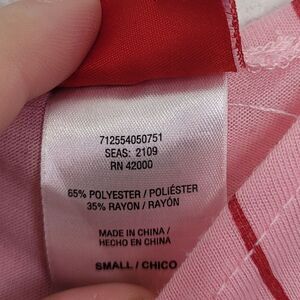 712554050751
SEAS: 2109
RN 42000
65% POLYESTER / POLIÉSTER
35% RAYON / RAYÓN
MADE IN CHINA /
HECHO EN CHINA
SMALL / CHICO